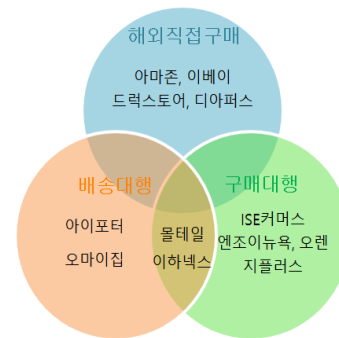 해외직접구매
아마존, 이베이
드럭스토어, 디아퍼스
배송대행
아이포터
오마이집
몰테일
이하넥스
구매대행
ISE커머스
엔조이뉴욕, 오렌
지플러스